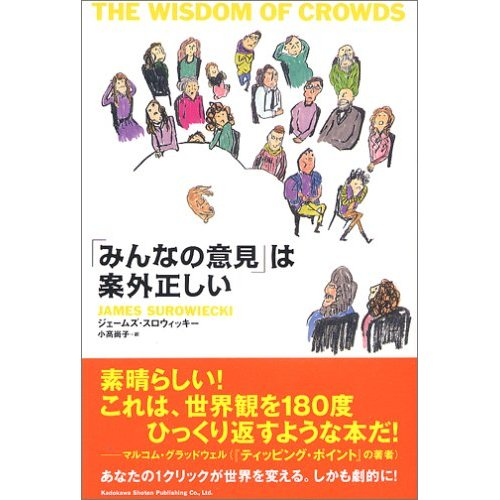 THE WISDOM OF CROWDS
「みんなの意見」は
案外正しい
JAMES SUROWIECKI
ジェームズ・スロウィッキー
小高尚子・訳
素晴らしい!
これは、世界観を180度
ひっくり返すような本だ!
——マルコム・グラッドウェル(『ティッピング・ポイント』の著者)
あなたの1クリックが世界を変える。しかも劇的に!
Kadokawa Shoten Publishing Co., Ltd.